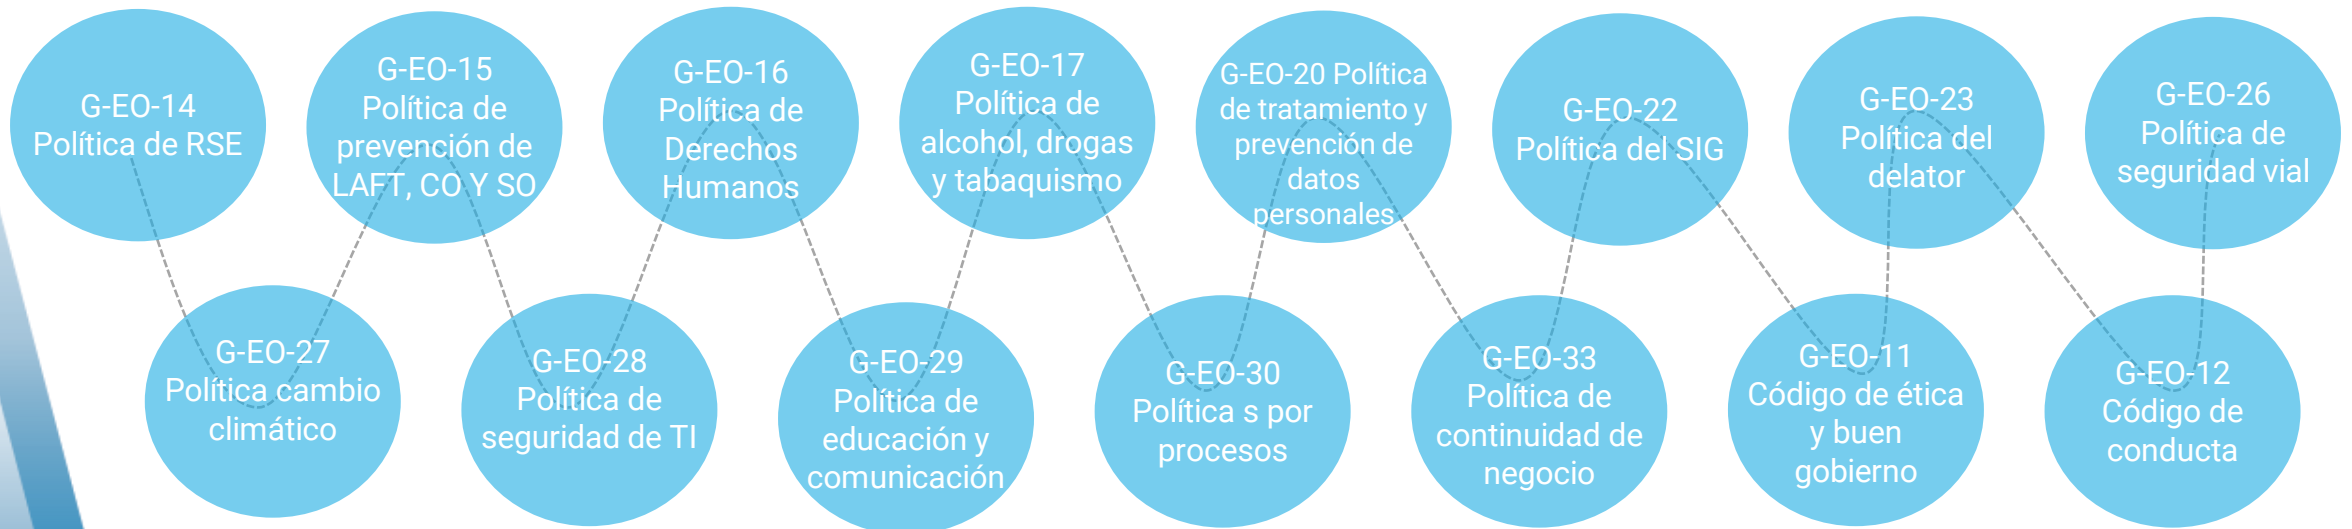 G-EO-14
Política de RSE
G-EO-15
Política de
prevención de
LAFT, CO Y SO
G-EO-16
Política de
Derechos
Humanos
G-EO-17
Política de
alcohol, drogas
y tabaquismo
G-EO-20 Política
de tratamiento y
prevención de
datos
personales
G-EO-22
Política del SIG
G-EO-23
Política del
delator
G-EO-26
Política de
seguridad vial
G-EO-27
Política cambio
climático
G-EO-28
Política de
seguridad de TI
G-EO-29
Política de
educación y
comunicación
G-EO-30
Política s por
procesos
G-EO-33
Política de
continuidad de
negocio
G-EO-11
Código de ética
y buen
gobierno
G-EO-12
Código de
conducta